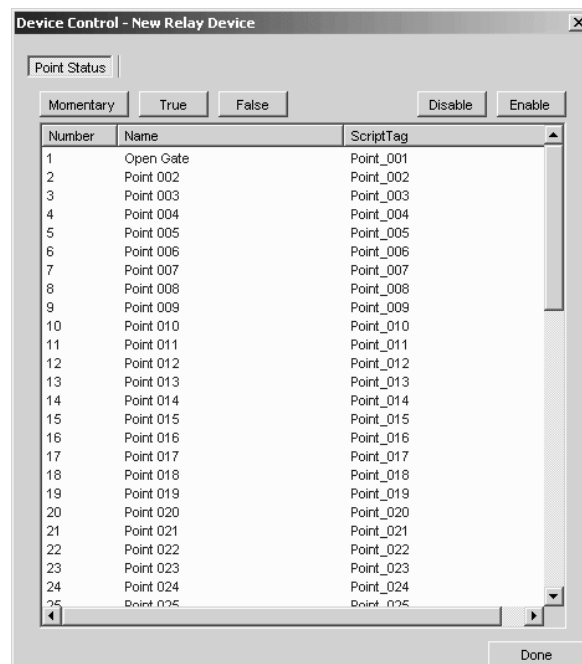 Device Control - New Relay Device
Point Status
Momentary True False Disable Enable
Number Name ScriptTag
1 Open Gate Point_001
2 Point 002 Point_002
3 Point 003 Point_003
4 Point 004 Point_004
5 Point 005 Point_005
6 Point 006 Point_006
7 Point 007 Point_007
8 Point 008 Point_008
9 Point 009 Point_009
10 Point 010 Point_010
11 Point 011 Point_011
12 Point 012 Point_012
13 Point 013 Point_013
14 Point 014 Point_014
15 Point 015 Point_015
16 Point 016 Point_016
17 Point 017 Point_017
18 Point 018 Point_018
19 Point 019 Point_019
20 Point 020 Point_020
21 Point 021 Point_021
22 Point 022 Point_022
23 Point 023 Point_023
24 Point 024 Point_024
25 Point 025 Point_025
Done